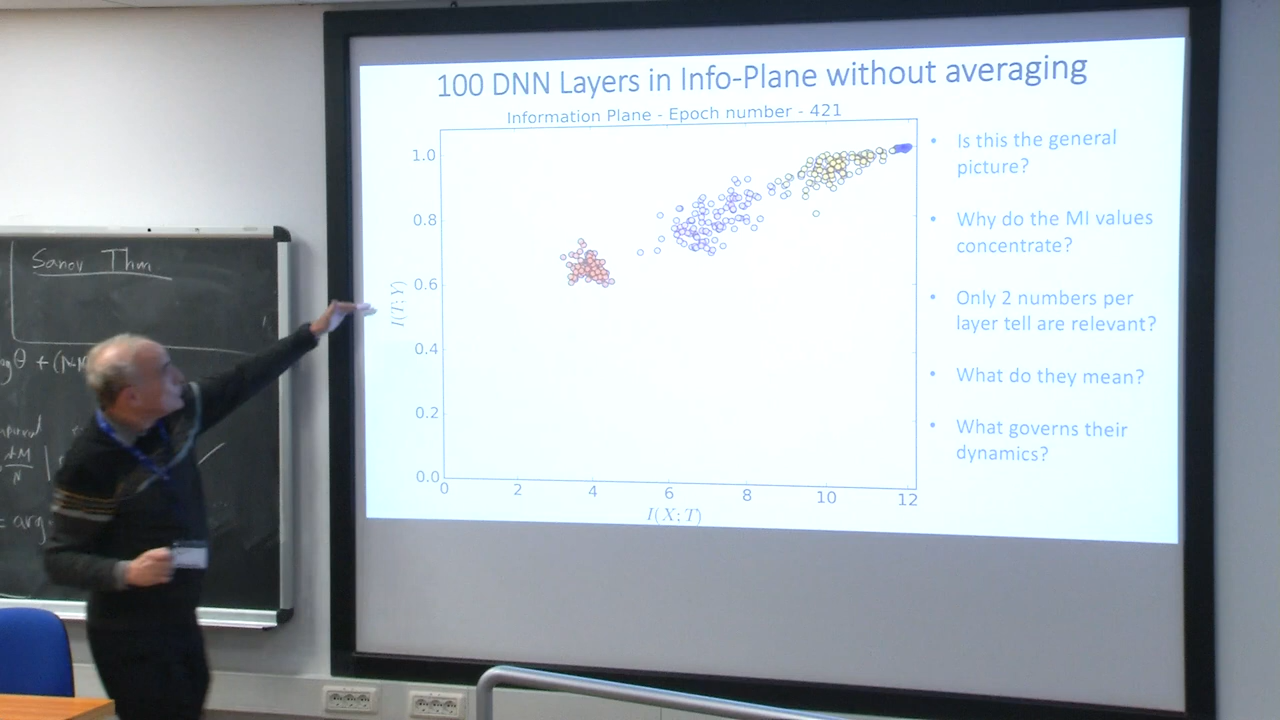 100 DNN Layers in Info-Plane without averaging
Information Plane - Epoch number - 421
1.0
0.8
0.6
0.4
0.2
0.0
I(T;Y)
0 2 4 6 8 10 12
I(X;T)
• Is this the general
picture?
• Why do the MI values
concentrate?
• Only 2 numbers per
layer tell are relevant?
• What do they mean?
• What governs their
dynamics?
Sanov Thm
= arg